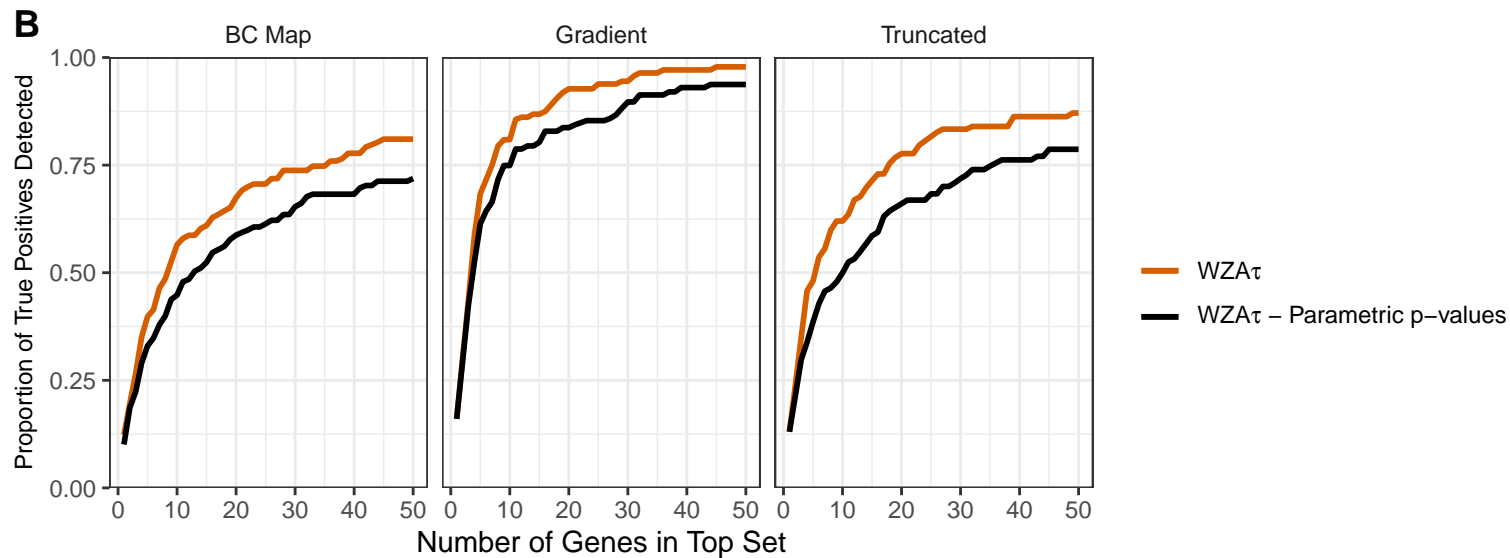 B
BC Map
Gradient
Truncated
Proportion of True Positives Detected
1.00
0.75
0.50
0.25
0.00
0 10 20 30 40 50
0 10 20 30 40 50
0 10 20 30 40 50
Number of Genes in Top Set
WZAτ
WZAτ − Parametric p−values